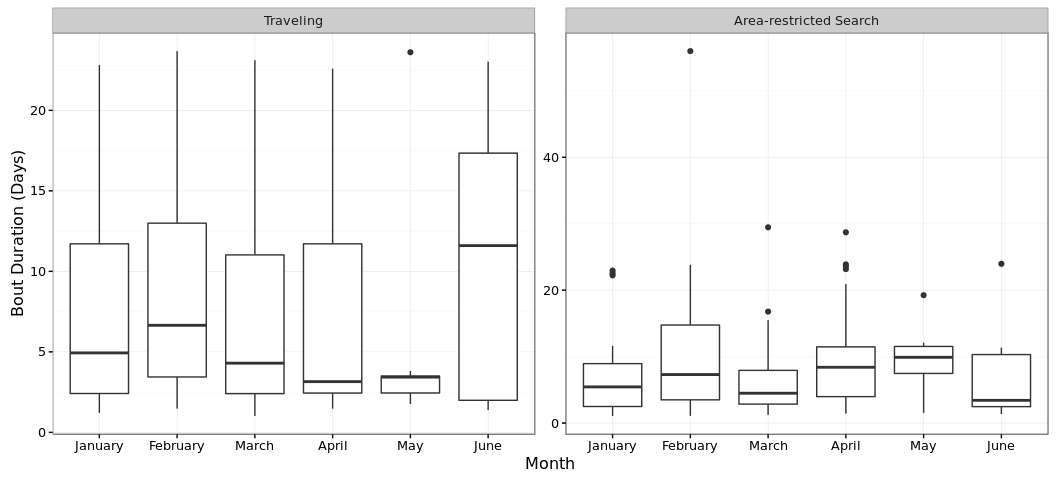 Traveling
Area-restricted Search
Bout Duration (Days)
20
15
10
5
0
40
20
0
January February March April May June
January February March April May June
Month